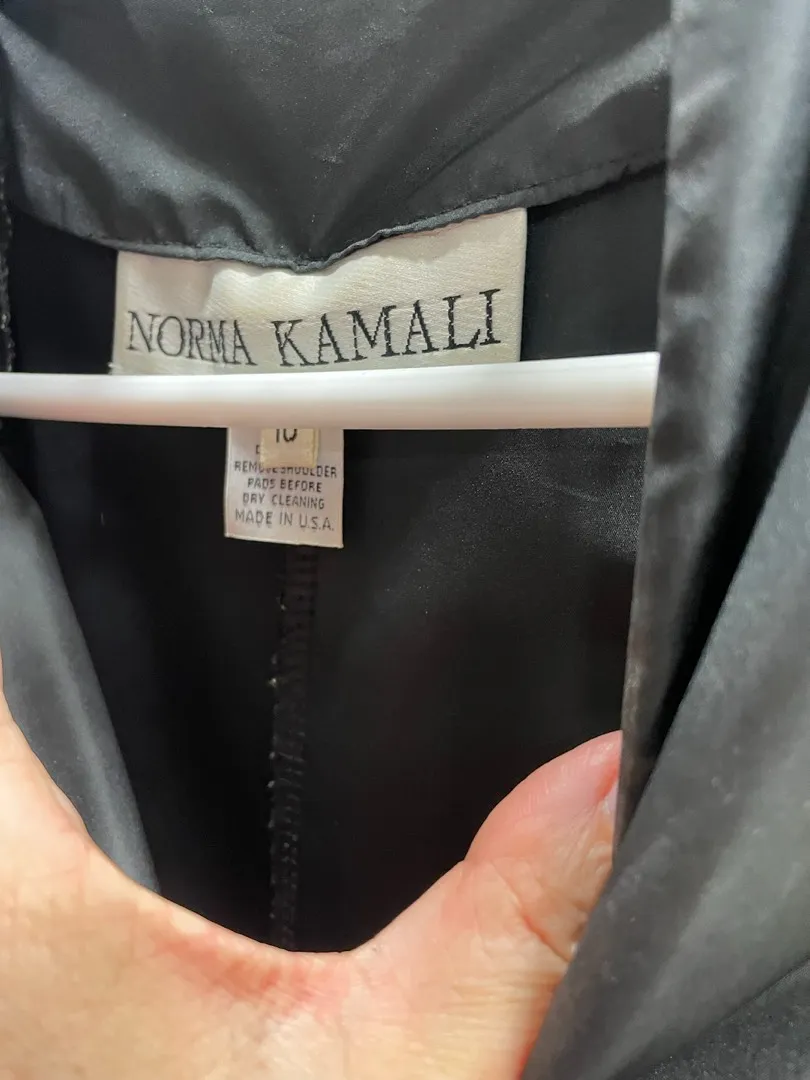 NORMA KAMALI
10
REMOVE SHOULDER
PADS BEFORE
DRY CLEANING
MADE IN U.S.A.